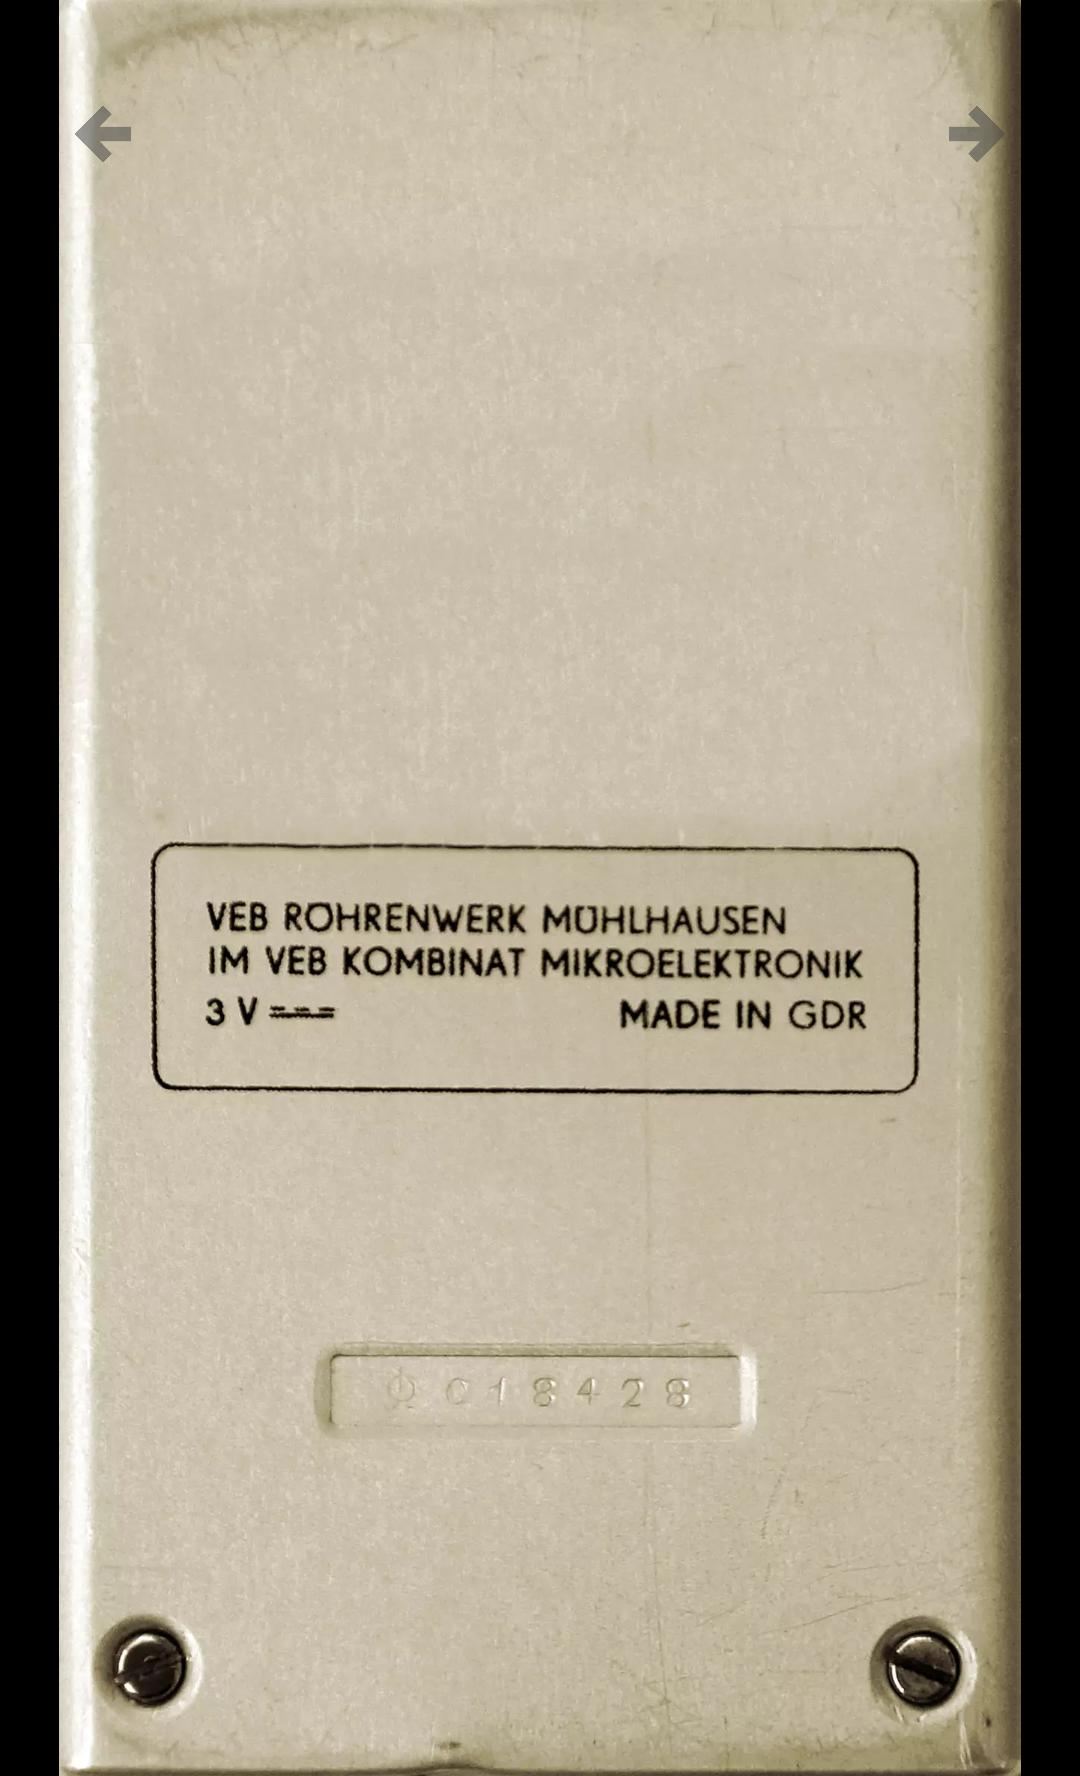 VEB RÖHRENWERK MÜHLHAUSEN
IM VEB KOMBINAT MIKROELEKTRONIK
3 V MADE IN GDR
018428